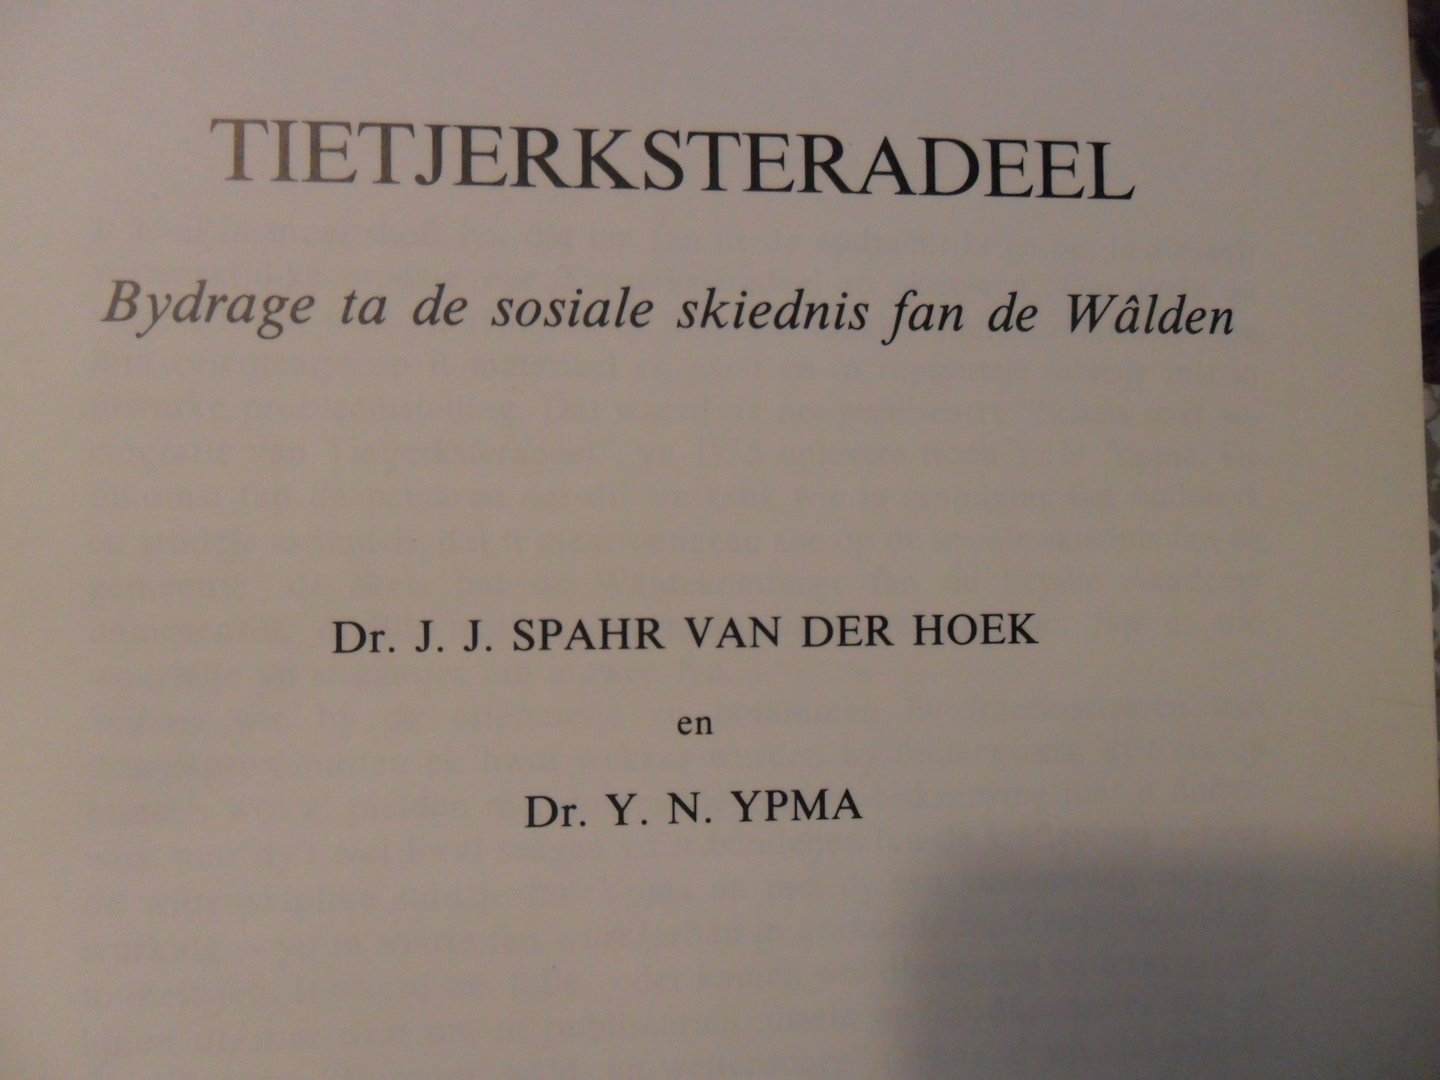 TIETJERKSTERADEEL
Bydrage ta de sosiale skiednis fan de Wâlden
Dr. J. J. SPAHR VAN DER HOEK
en
Dr. Y. N. YPMA